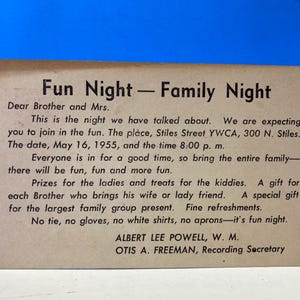 Fun Night — Family Night
Dear Brother and Mrs.
This is the night we have talked about. We are expecting
you to join in the fun. The place, Stiles Street YWCA, 300 N. Stiles.
The date, May 16, 1955, and the time 8:00 p. m.
Everyone is in for a good time, so bring the entire family—
there will be fun, fun and more fun.
Prizes for the ladies and treats for the kiddies. A gift for
each Brother who brings his wife or lady friend. A special gift
for the largest family group present. Fine refreshments.
No tie, no gloves, no white shirts, no aprons—it's fun night.
ALBERT LEE POWELL, W. M.
OTIS A. FREEMAN, Recording Secretary